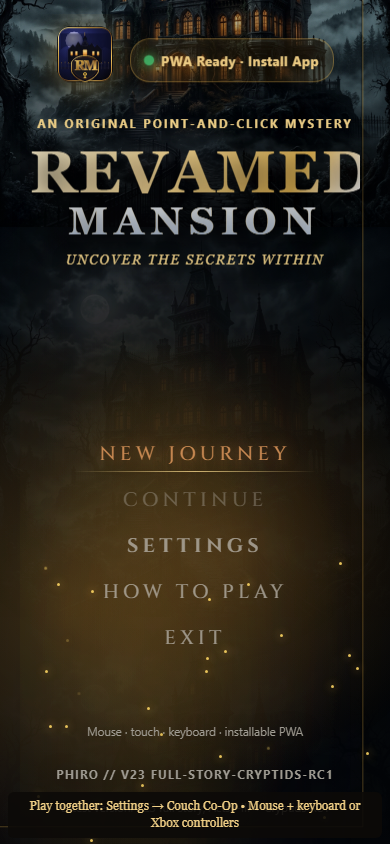 RM
PWA Ready · Install App
AN ORIGINAL POINT-AND-CLICK MYSTERY
REVAMED
MANSION
UNCOVER THE SECRETS WITHIN
NEW JOURNEY
CONTINUE
SETTINGS
HOW TO PLAY
EXIT
Mouse · touch · keyboard · installable PWA
PHIRO // V23 FULL-STORY-CRYPTIDS-RC1
Play together: Settings → Couch Co-Op • Mouse + keyboard or
Xbox controllers